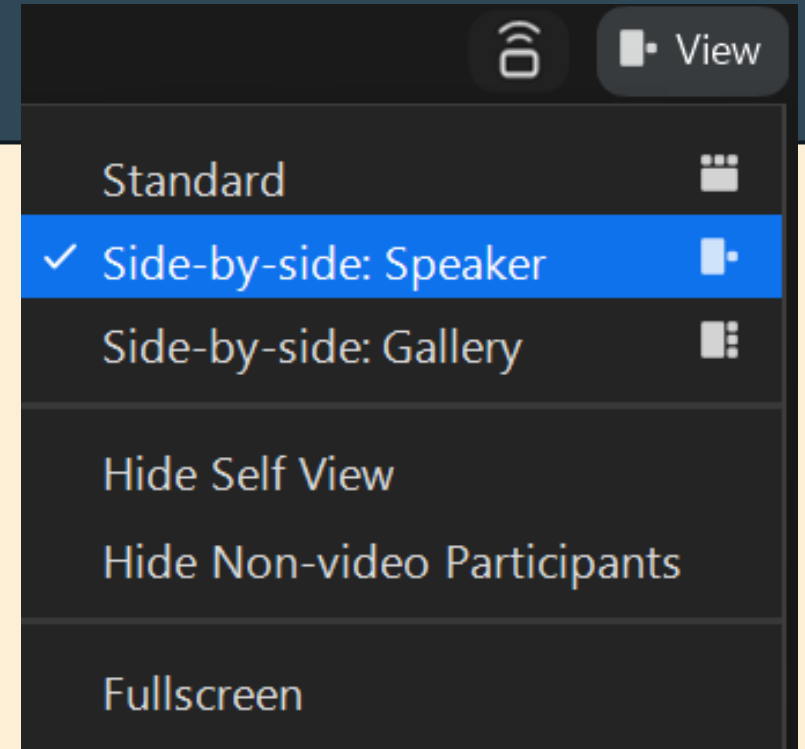 View
Standard
Side-by-side: Speaker
Side-by-side: Gallery
Hide Self View
Hide Non-video Participants
Fullscreen